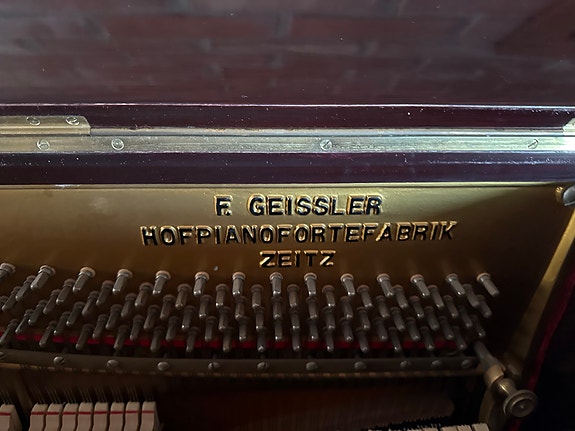 F. GEISSLER
HOFPIANOFORTEFABRIK
ZEITZ